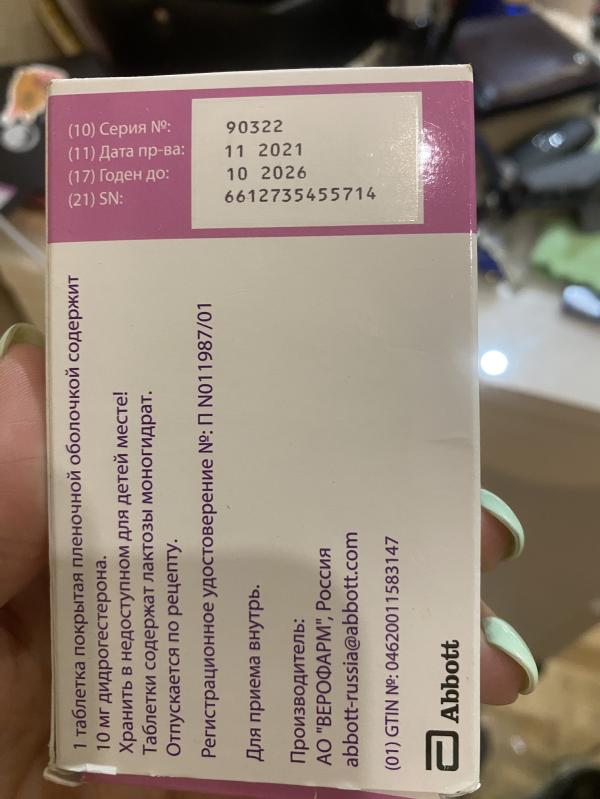 (10) Серия №: 90322
(11) Дата пр-ва: 11 2021
(17) Годен до: 10 2026
(21) SN: 6612735455714
1 таблетка покрытая пленочной оболочкой содержит
10 мг дидрогестерона.
Хранить в недоступном для детей месте!
Таблетки содержат лактозы моногидрат.
Отпускается по рецепту.
Регистрационное удостоверение №: П N011987/01
Для приема внутрь.
Производитель:
АО "ВЕРОФАРМ", Россия
abbott-russia@abbott.com
(01) GTIN №: 04620011583147
Abbott